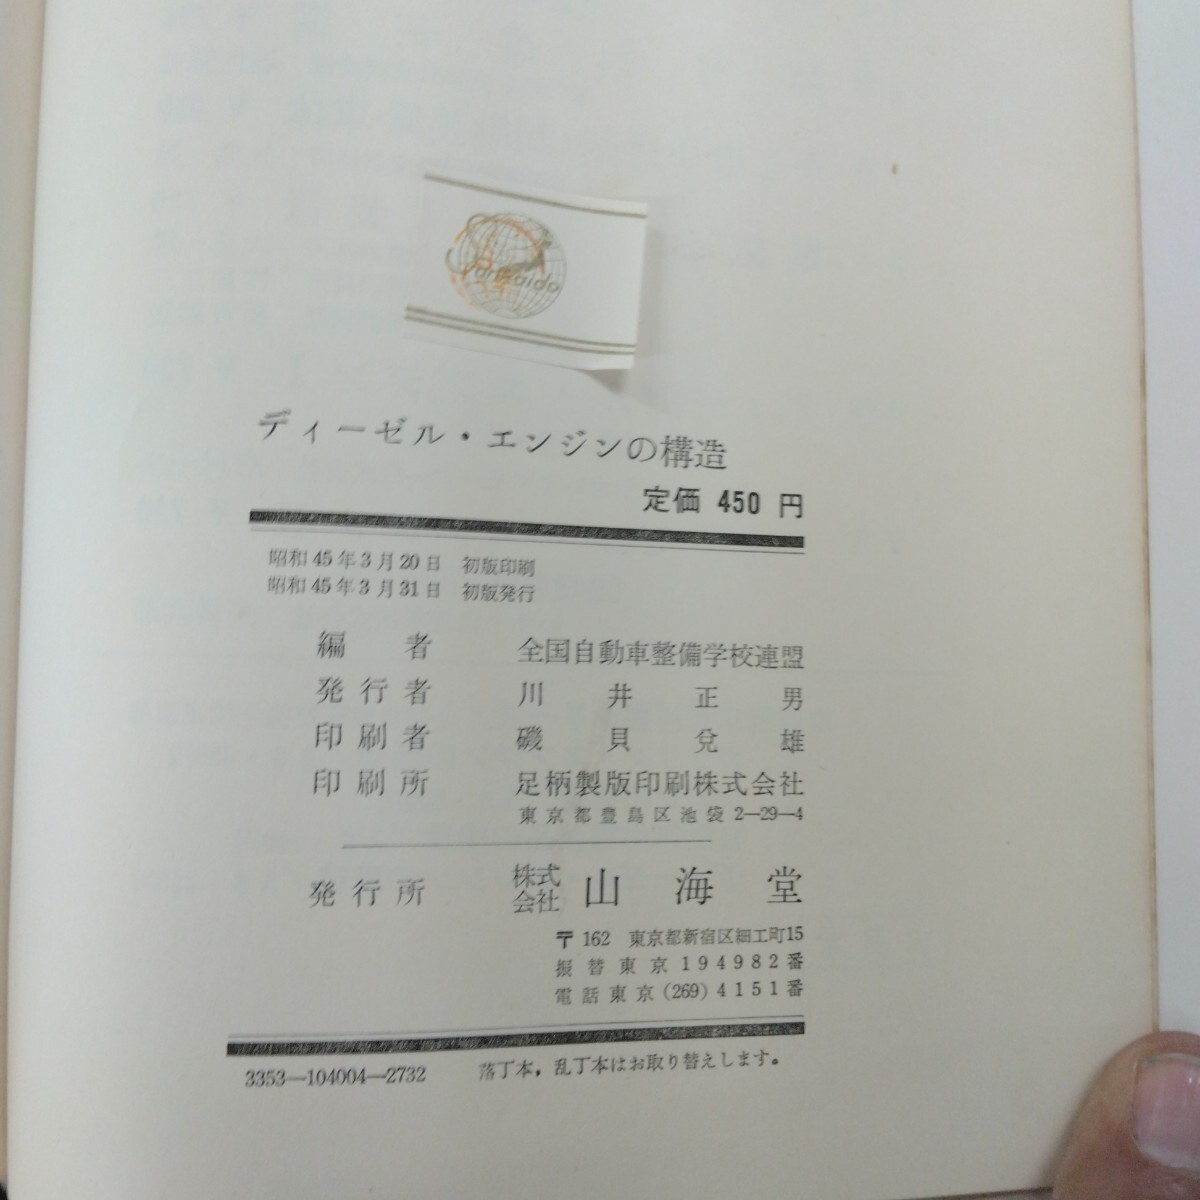 Sankaido
ディーゼル・エンジンの構造
定価 450 円
昭和45年3月20日 初版印刷
昭和45年3月31日 初版発行
編者 全国自動車整備学校連盟
発行者 川井正男
印刷者 磯貝兌雄
印刷所 足柄製版印刷株式会社
東京都豊島区池袋2―29―4
発行所 株式会社 山海堂
〒162 東京都新宿区細工町15
振替東京194982番
電話東京(269)4151番
3353―104004―2732 落丁本,乱丁本はお取り替えします。